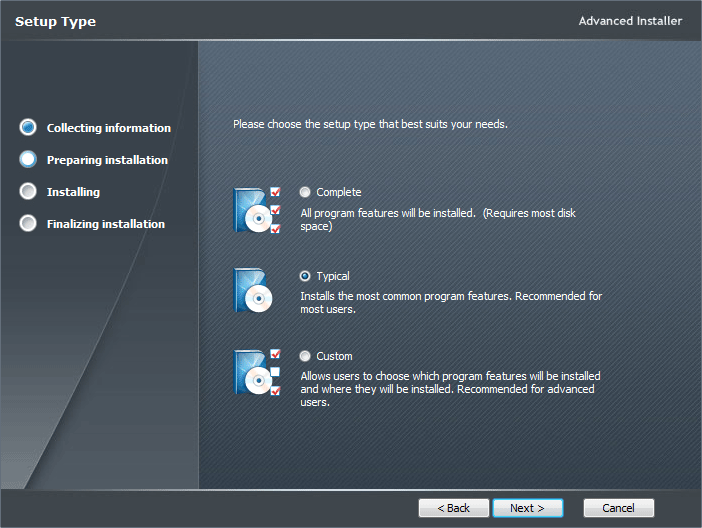 Setup Type
Advanced Installer
Collecting information
Preparing installation
Installing
Finalizing installation
Please choose the setup type that best suits your needs.
Complete
All program features will be installed.  (Requires most disk
space)
Typical
Installs the most common program features. Recommended for
most users.
Custom
Allows users to choose which program features will be installed
and where they will be installed. Recommended for advanced
users.
< Back
Next >
Cancel